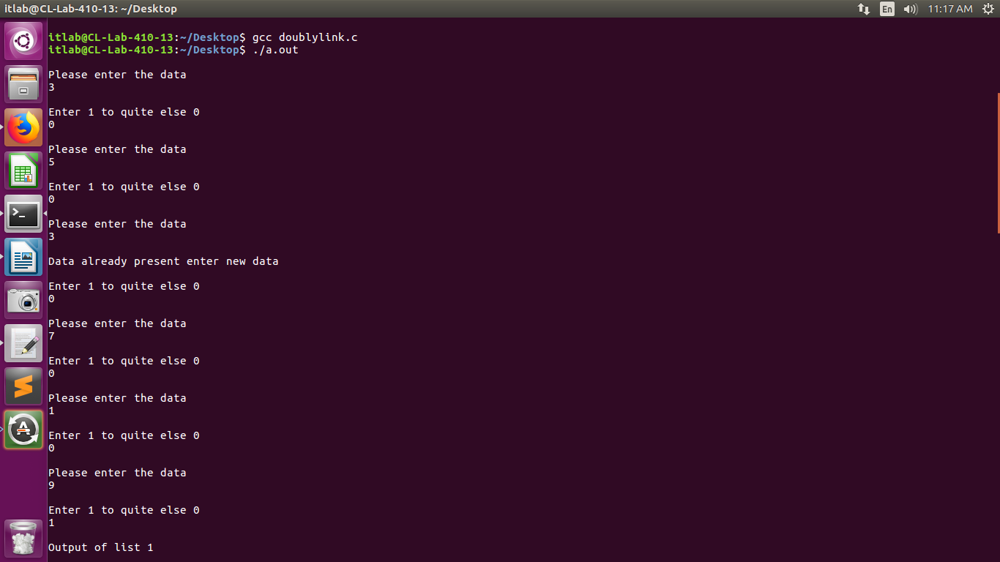 itlab@CL-Lab-410-13: ~/Desktop
En
11:17 AM
itlab@CL-Lab-410-13:~/Desktop$ gcc doublylink.c
itlab@CL-Lab-410-13:~/Desktop$ ./a.out
Please enter the data
3
Enter 1 to quite else 0
0
Please enter the data
5
Enter 1 to quite else 0
0
Please enter the data
3
Data already present enter new data
Enter 1 to quite else 0
0
Please enter the data
7
Enter 1 to quite else 0
0
Please enter the data
1
Enter 1 to quite else 0
0
Please enter the data
9
Enter 1 to quite else 0
1
Output of list 1